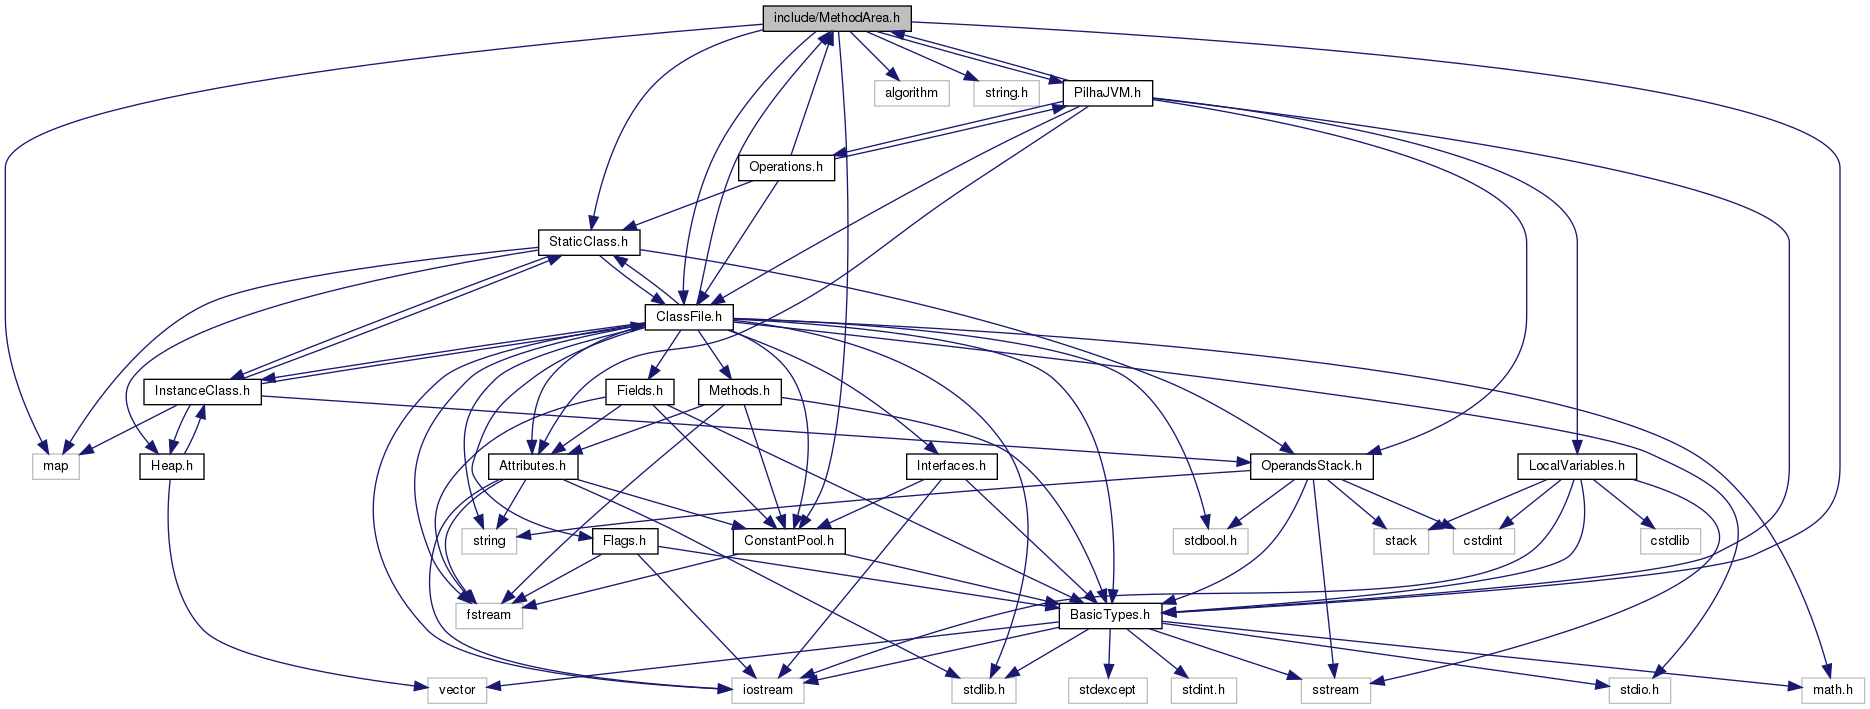 include/MethodArea.h
algorithm
string.h
PilhaJVM.h
Operations.h
StaticClass.h
ClassFile.h
InstanceClass.h
Fields.h
Methods.h
map
Heap.h
Attributes.h
Interfaces.h
OperandsStack.h
LocalVariables.h
string
Flags.h
ConstantPool.h
stdbool.h
stack
cstdint
cstdlib
fstream
BasicTypes.h
vector
iostream
stdlib.h
stdexcept
stdint.h
sstream
stdio.h
math.h